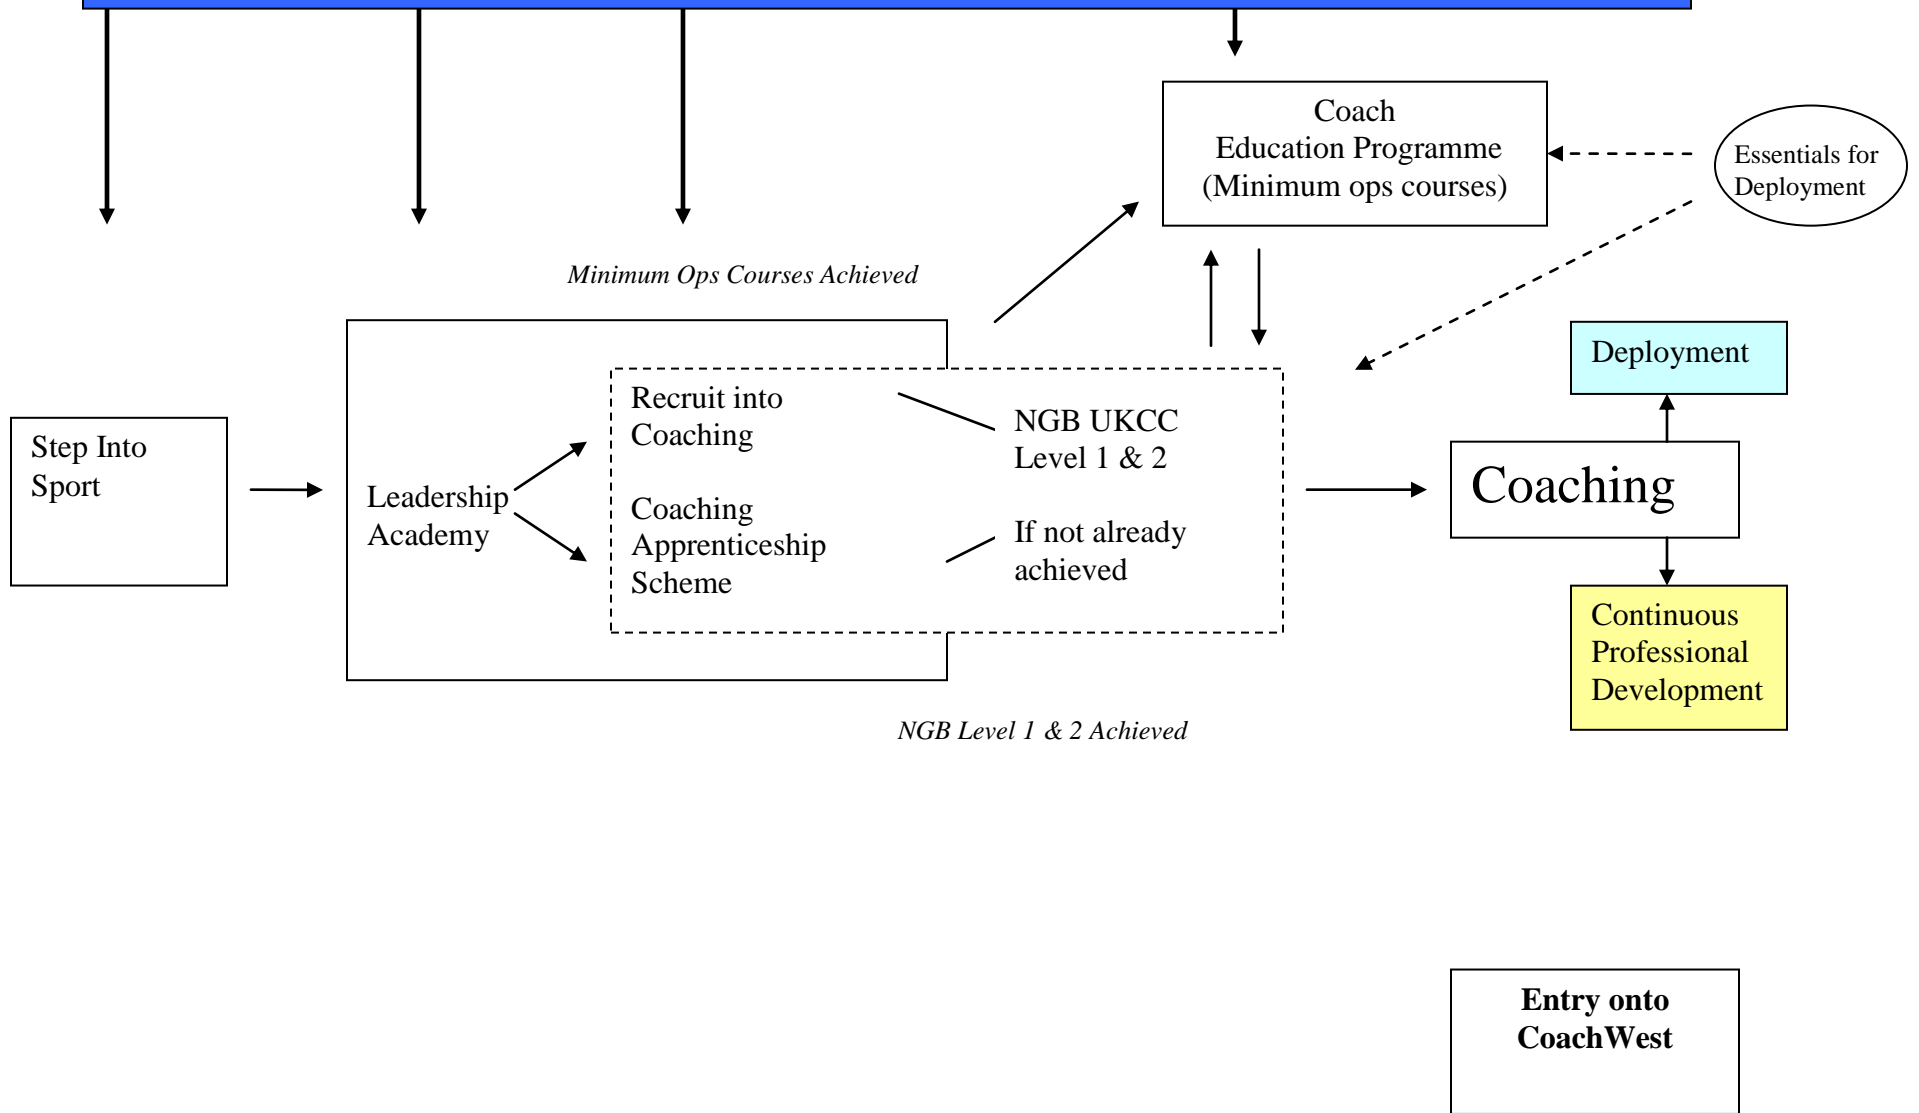 Coach
Education Programme
(Minimum ops courses)
Essentials for
Deployment
Minimum Ops Courses Achieved
Step Into
Sport
Leadership
Academy
Recruit into
Coaching
Coaching
Apprenticeship
Scheme
NGB UKCC
Level 1 & 2
If not already
achieved
Deployment
Coaching
Continuous
Professional
Development
NGB Level 1 & 2 Achieved
Entry onto
CoachWest